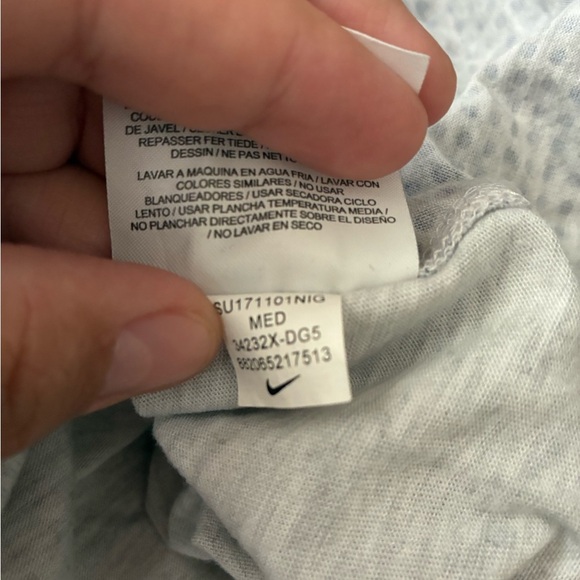 DE JAVEL /
REPASSER FER TIEDE /
DESSIN / NE PAS NETTO
LAVAR A MAQUINA EN AGUA FRIA / LAVAR CON
COLORES SIMILARES / NO USAR
BLANQUEADORES / USAR SECADORA CICLO
LENTO / USAR PLANCHA TEMPERATURA MEDIA /
NO PLANCHAR DIRECTAMENTE SOBRE EL DISEÑO
/ NO LAVAR EN SECO
SU171101NIG
MED
34232X-DG5
882065217513